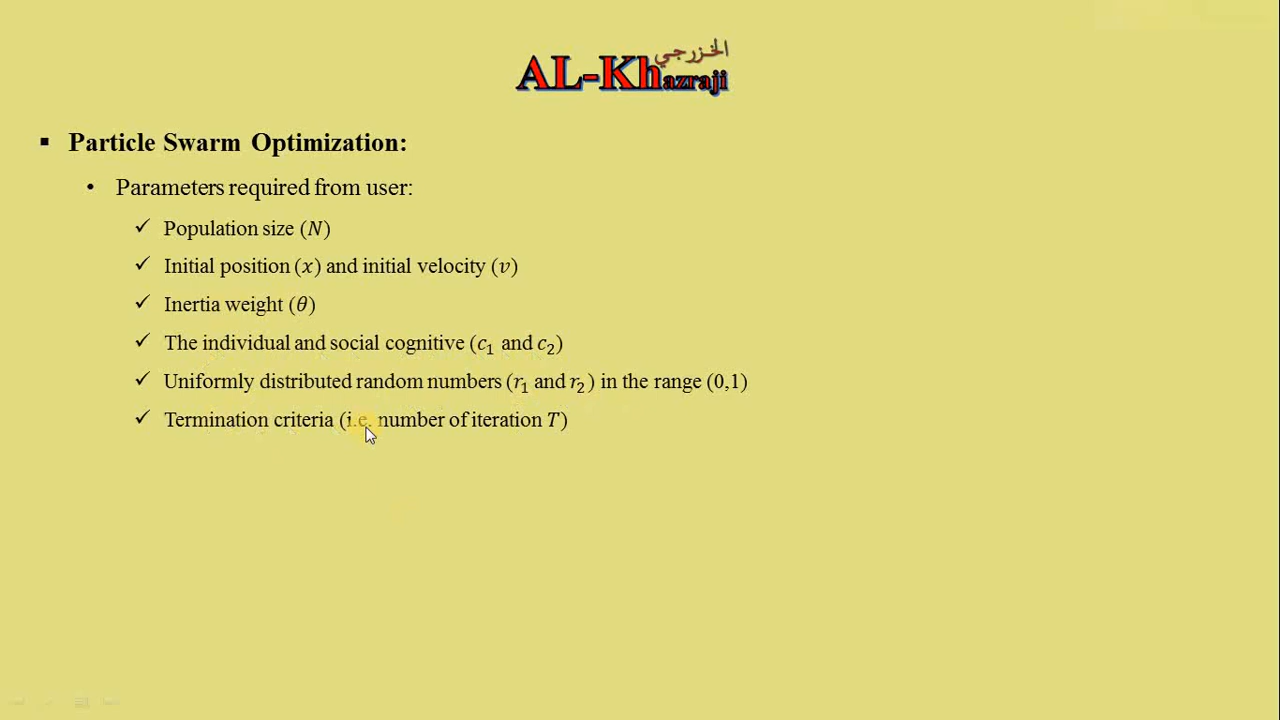 الخزرجي
AL-Khazraji
▪ Particle Swarm Optimization:
• Parameters required from user:
✓ Population size (𝑁)
✓ Initial position (𝑥) and initial velocity (𝑣)
✓ Inertia weight (𝜃)
✓ The individual and social cognitive (𝑐₁ and 𝑐₂)
✓ Uniformly distributed random numbers (𝑟₁ and 𝑟₂) in the range (0,1)
✓ Termination criteria (i.e. number of iteration 𝑇)